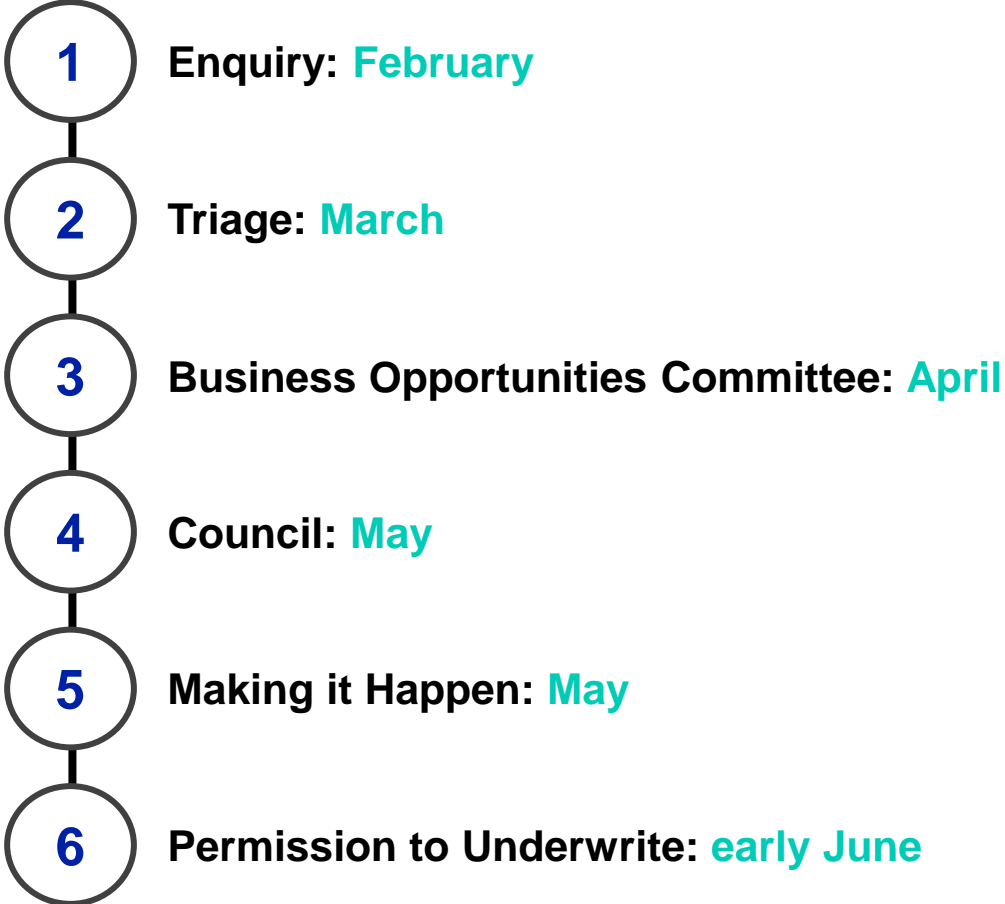 1
Enquiry: February
2
Triage: March
3
Business Opportunities Committee: April
4
Council: May
5
Making it Happen: May
6
Permission to Underwrite: early June